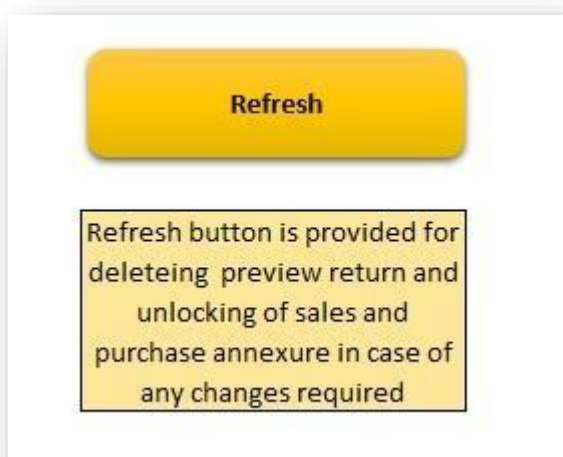 Refresh
Refresh button is provided for
deleteing preview return and
unlocking of sales and
purchase annexure in case of
any changes required